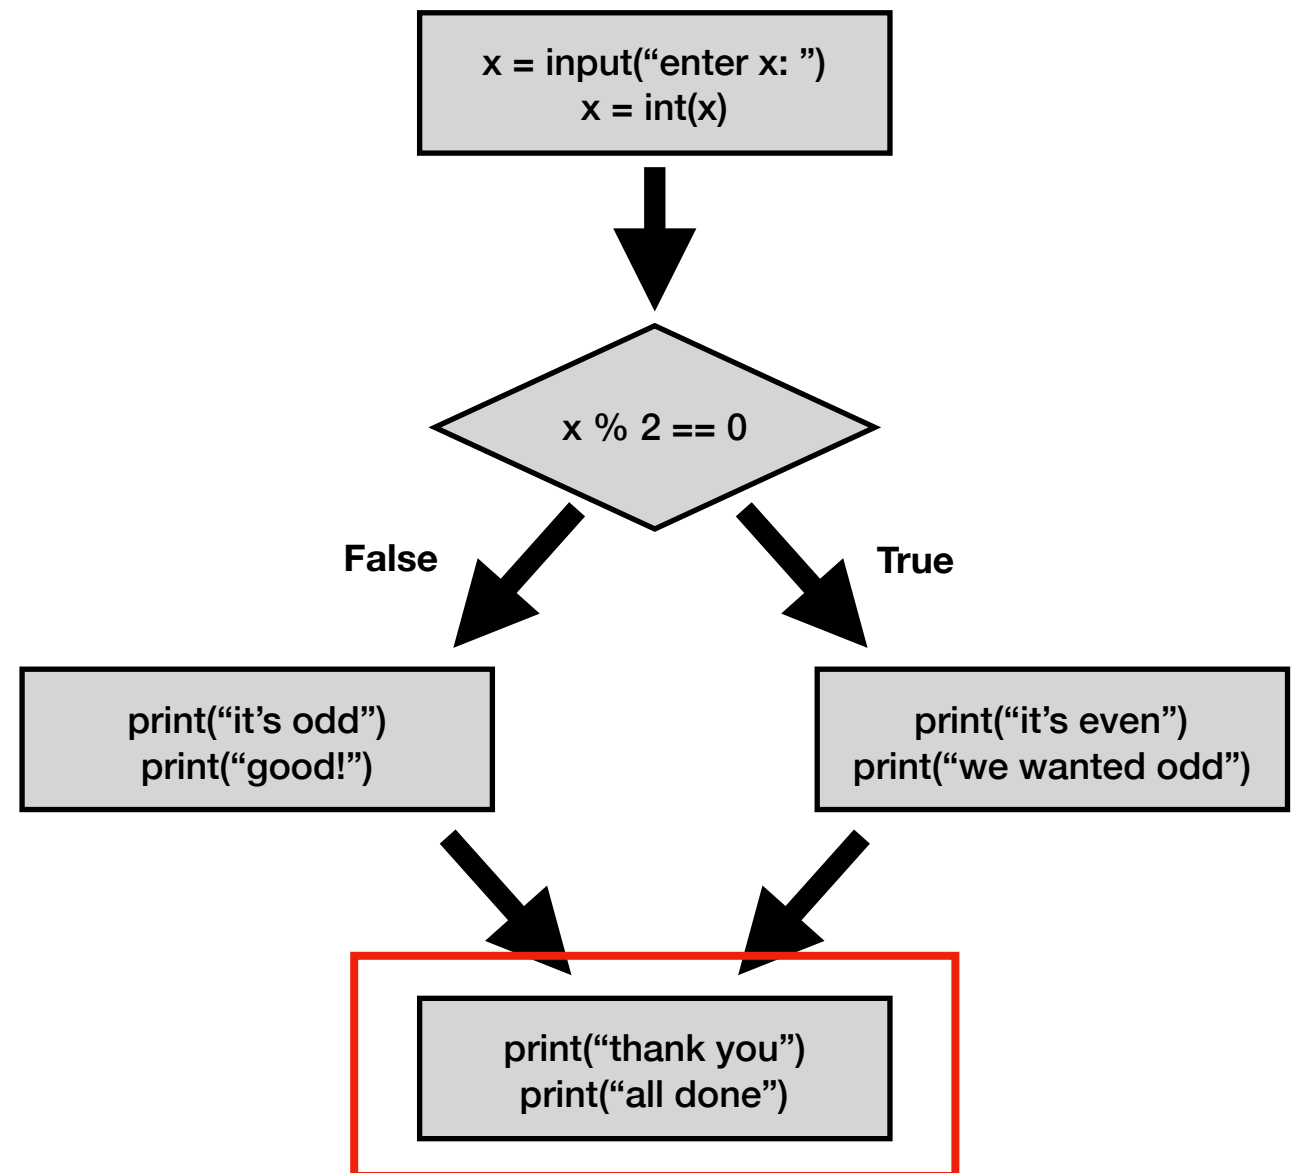 x = input(“enter x: ”)
x = int(x)
x % 2 == 0
False
True
print(“it’s odd”)
print(“good!”)
print(“it’s even”)
print(“we wanted odd”)
print(“thank you”)
print(“all done”)